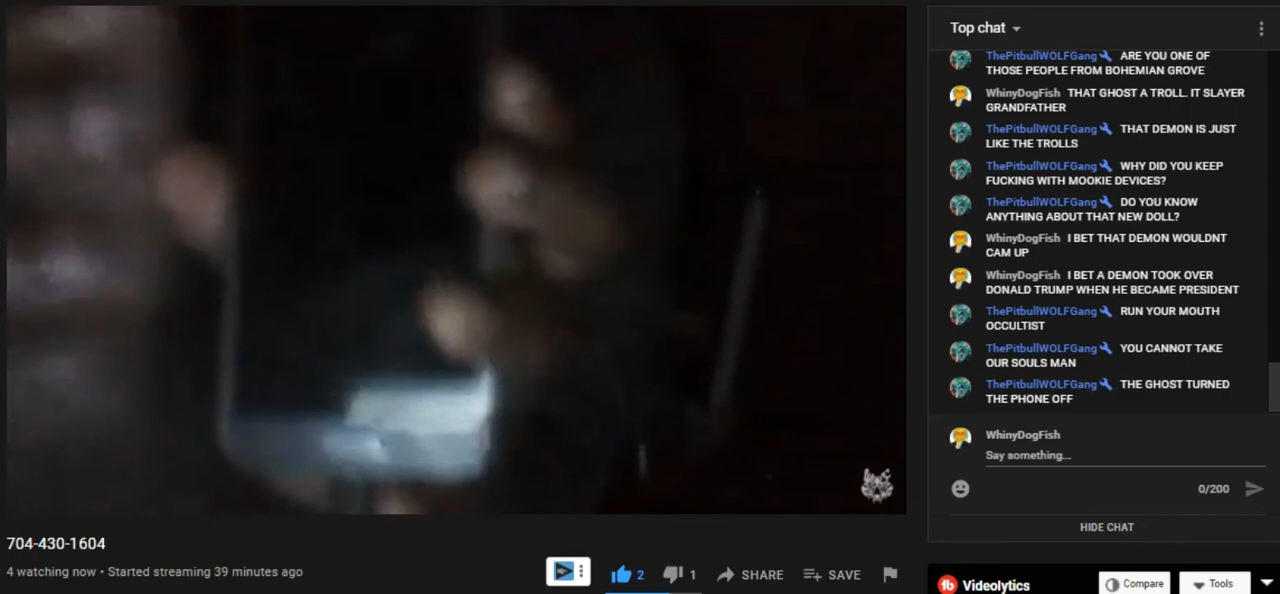 Top chat
ThePitbullWOLFGang ARE YOU ONE OF
THOSE PEOPLE FROM BOHEMIAN GROVE
WhinyDogFish THAT GHOST A TROLL. IT SLAYER
GRANDFATHER
ThePitbullWOLFGang THAT DEMON IS JUST
LIKE THE TROLLS
ThePitbullWOLFGang WHY DID YOU KEEP
FUCKING WITH MOOKIE DEVICES?
ThePitbullWOLFGang DO YOU KNOW
ANYTHING ABOUT THAT NEW DOLL?
WhinyDogFish I BET THAT DEMON WOULDNT
CAM UP
WhinyDogFish I BET A DEMON TOOK OVER
DONALD TRUMP WHEN HE BECAME PRESIDENT
ThePitbullWOLFGang RUN YOUR MOUTH
OCCULTIST
ThePitbullWOLFGang YOU CANNOT TAKE
OUR SOULS MAN
ThePitbullWOLFGang THE GHOST TURNED
THE PHONE OFF
WhinyDogFish
Say something...
0/200
HIDE CHAT
704-430-1604
4 watching now • Started streaming 39 minutes ago
2
1
SHARE
SAVE
Videolytics
Compare
Tools